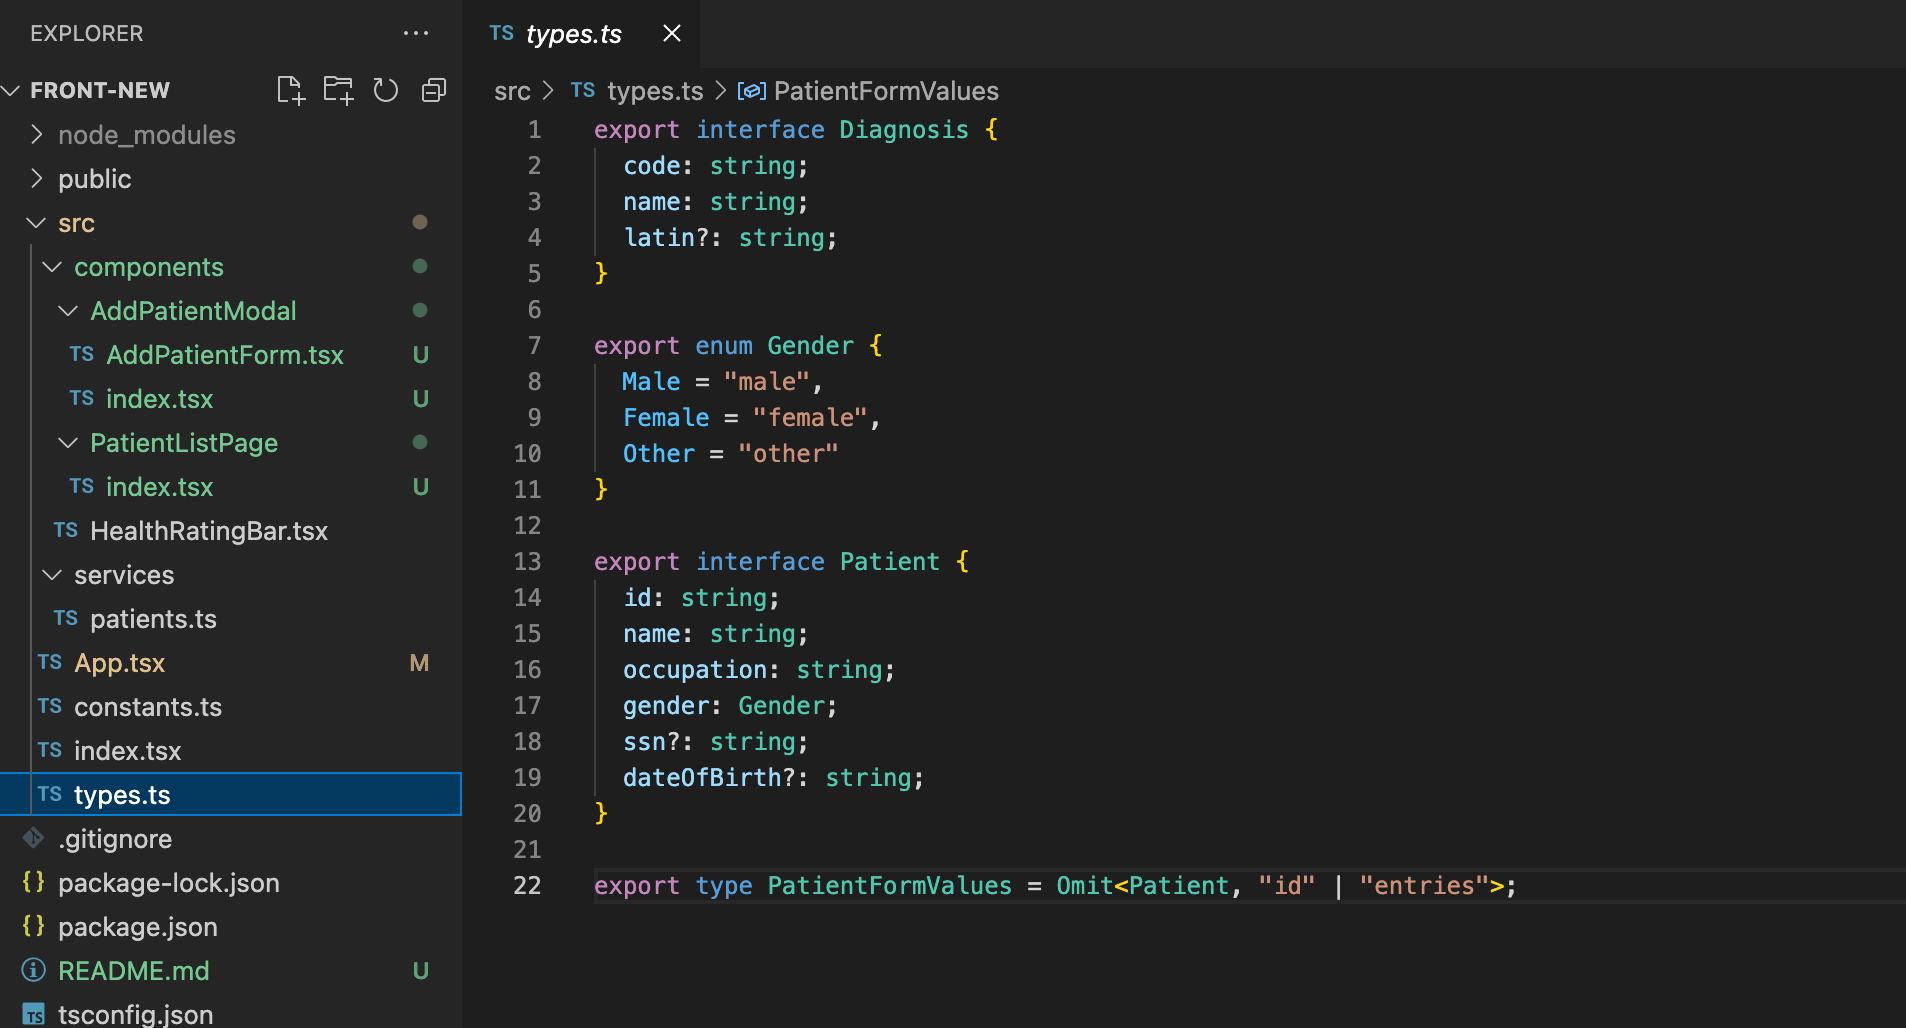 EXPLORER
FRONT-NEW
node_modules
public
src
components
AddPatientModal
TS AddPatientForm.tsx U
TS index.tsx U
PatientListPage
TS index.tsx U
TS HealthRatingBar.tsx
services
TS patients.ts
TS App.tsx M
TS constants.ts
TS index.tsx
TS types.ts
.gitignore
{} package-lock.json
{} package.json
README.md U
TS tsconfig.json
TS types.ts
src > TS types.ts > PatientFormValues
1 export interface Diagnosis {
2 code: string;
3 name: string;
4 latin?: string;
5 }
6
7 export enum Gender {
8 Male = "male",
9 Female = "female",
10 Other = "other"
11 }
12
13 export interface Patient {
14 id: string;
15 name: string;
16 occupation: string;
17 gender: Gender;
18 ssn?: string;
19 dateOfBirth?: string;
20 }
21
22 export type PatientFormValues = Omit<Patient, "id" | "entries">;